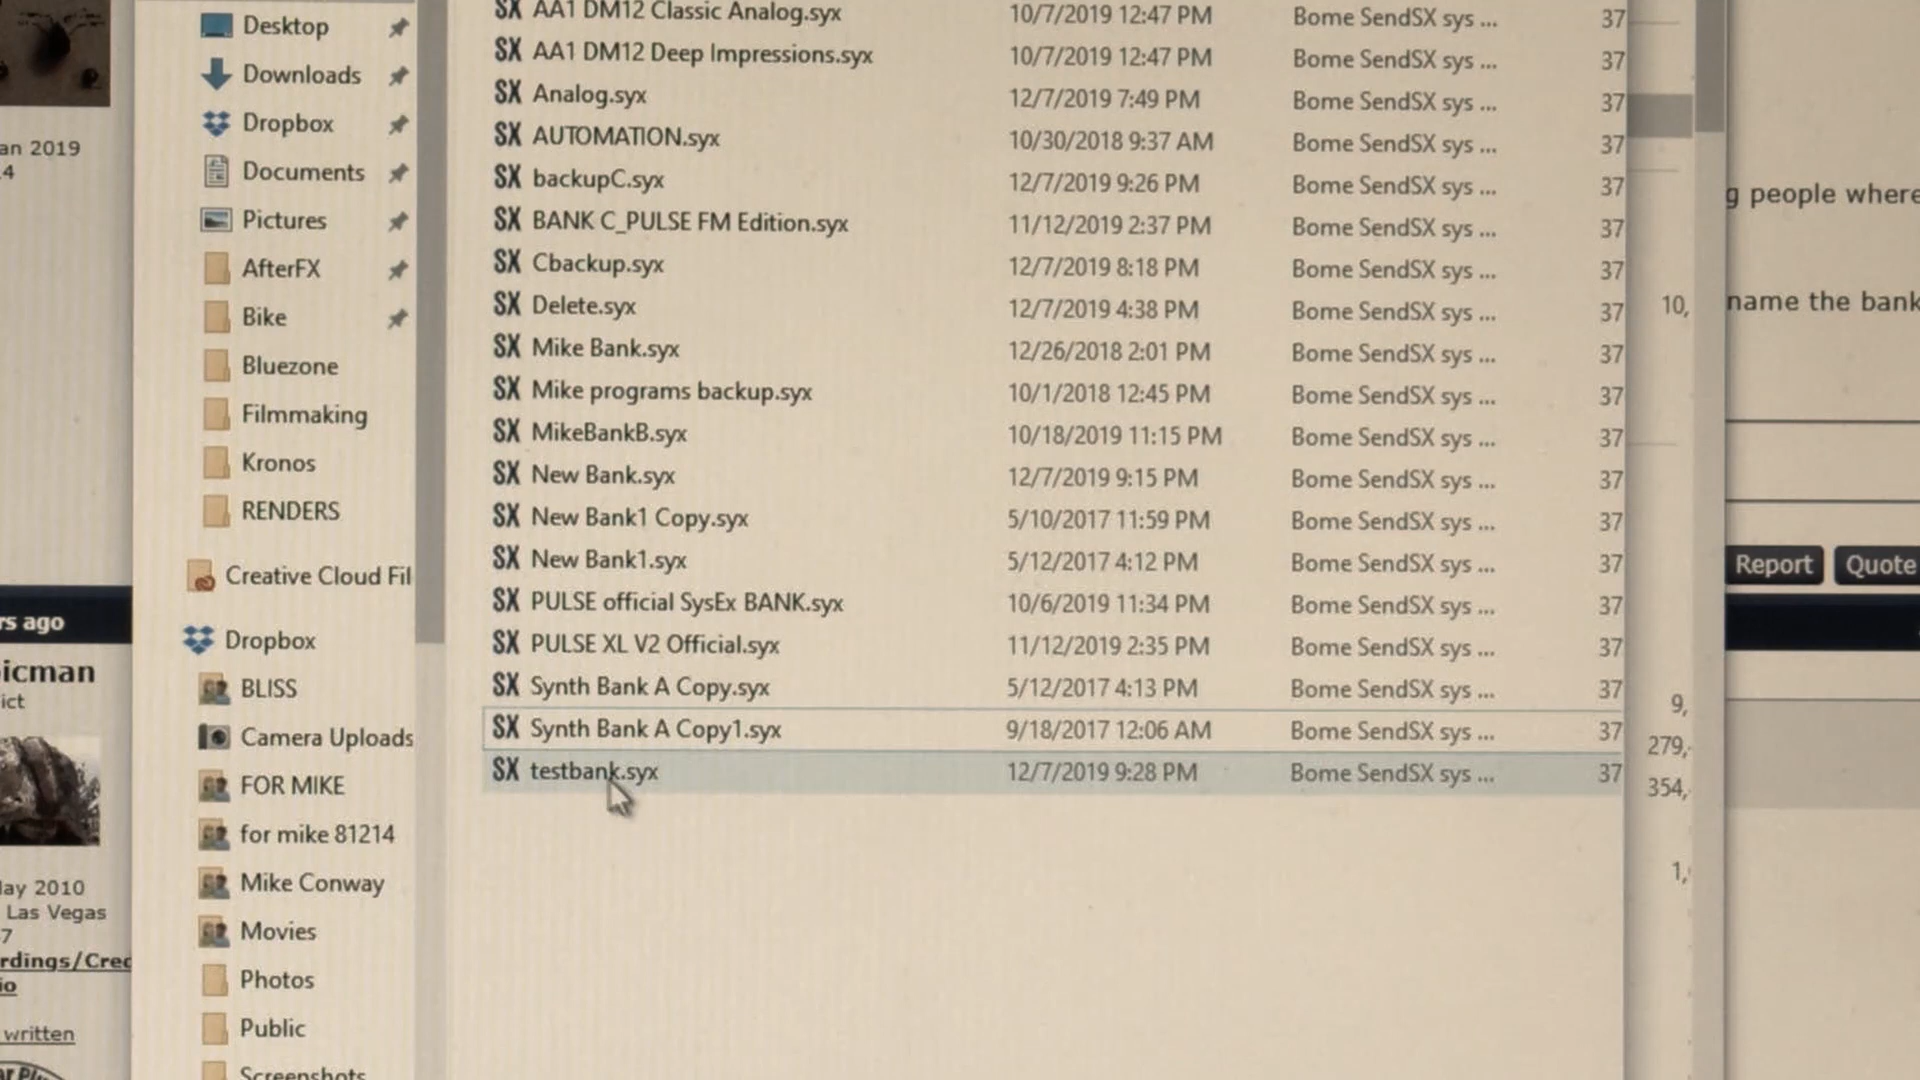 an 2019
4
rs ago
icman
ict
lay 2010
Las Vegas
7
rdings/Cred
io
written
Desktop
Downloads
Dropbox
Documents
Pictures
AfterFX
Bike
Bluezone
Filmmaking
Kronos
RENDERS
Creative Cloud Fil
Dropbox
BLISS
Camera Uploads
FOR MIKE
for mike 81214
Mike Conway
Movies
Photos
Public
Screenshots
SX AA1 DM12 Classic Analog.syx 10/7/2019 12:47 PM Bome SendSX sys ... 37
SX AA1 DM12 Deep Impressions.syx 10/7/2019 12:47 PM Bome SendSX sys ... 37
SX Analog.syx 12/7/2019 7:49 PM Bome SendSX sys ... 37
SX AUTOMATION.syx 10/30/2018 9:37 AM Bome SendSX sys ... 37
SX backupC.syx 12/7/2019 9:26 PM Bome SendSX sys ... 37
SX BANK C_PULSE FM Edition.syx 11/12/2019 2:37 PM Bome SendSX sys ... 37
SX Cbackup.syx 12/7/2019 8:18 PM Bome SendSX sys ... 37
SX Delete.syx 12/7/2019 4:38 PM Bome SendSX sys ... 37
SX Mike Bank.syx 12/26/2018 2:01 PM Bome SendSX sys ... 37
SX Mike programs backup.syx 10/1/2018 12:45 PM Bome SendSX sys ... 37
SX MikeBankB.syx 10/18/2019 11:15 PM Bome SendSX sys ... 37
SX New Bank.syx 12/7/2019 9:15 PM Bome SendSX sys ... 37
SX New Bank1 Copy.syx 5/10/2017 11:59 PM Bome SendSX sys ... 37
SX New Bank1.syx 5/12/2017 4:12 PM Bome SendSX sys ... 37
SX PULSE official SysEx BANK.syx 10/6/2019 11:34 PM Bome SendSX sys ... 37
SX PULSE XL V2 Official.syx 11/12/2019 2:35 PM Bome SendSX sys ... 37
SX Synth Bank A Copy.syx 5/12/2017 4:13 PM Bome SendSX sys ... 37
SX Synth Bank A Copy1.syx 9/18/2017 12:06 AM Bome SendSX sys ... 37
SX testbank.syx 12/7/2019 9:28 PM Bome SendSX sys ... 37
10,
9,
279,
354,
1,
g people where
name the bank
Report Quote